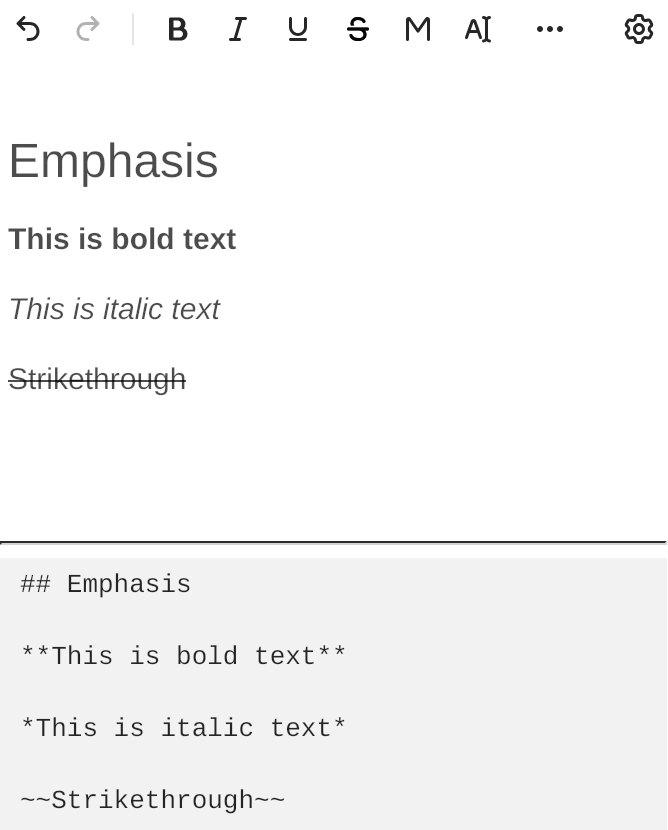 B I U S M A
Emphasis
This is bold text
This is italic text
Strikethrough
## Emphasis
**This is bold text**
*This is italic text*
~~Strikethrough~~